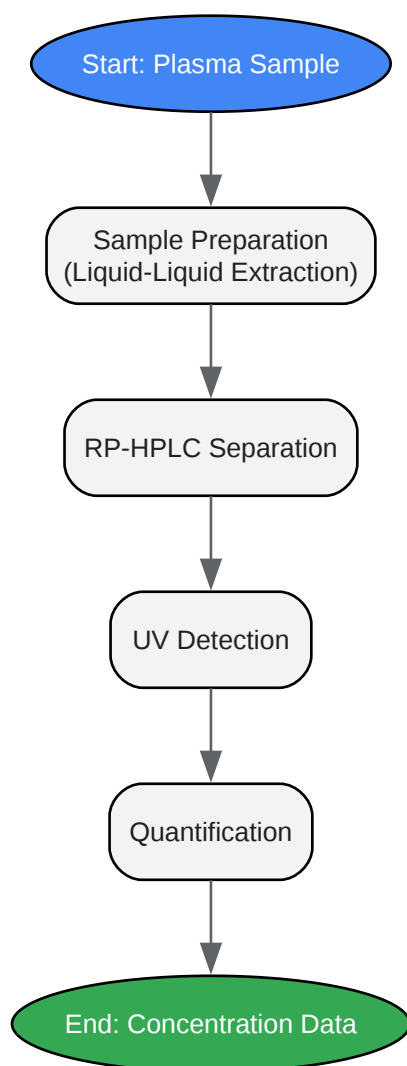 Start: Plasma Sample
Sample Preparation
(Liquid-Liquid Extraction)
RP-HPLC Separation
UV Detection
Quantification
End: Concentration Data